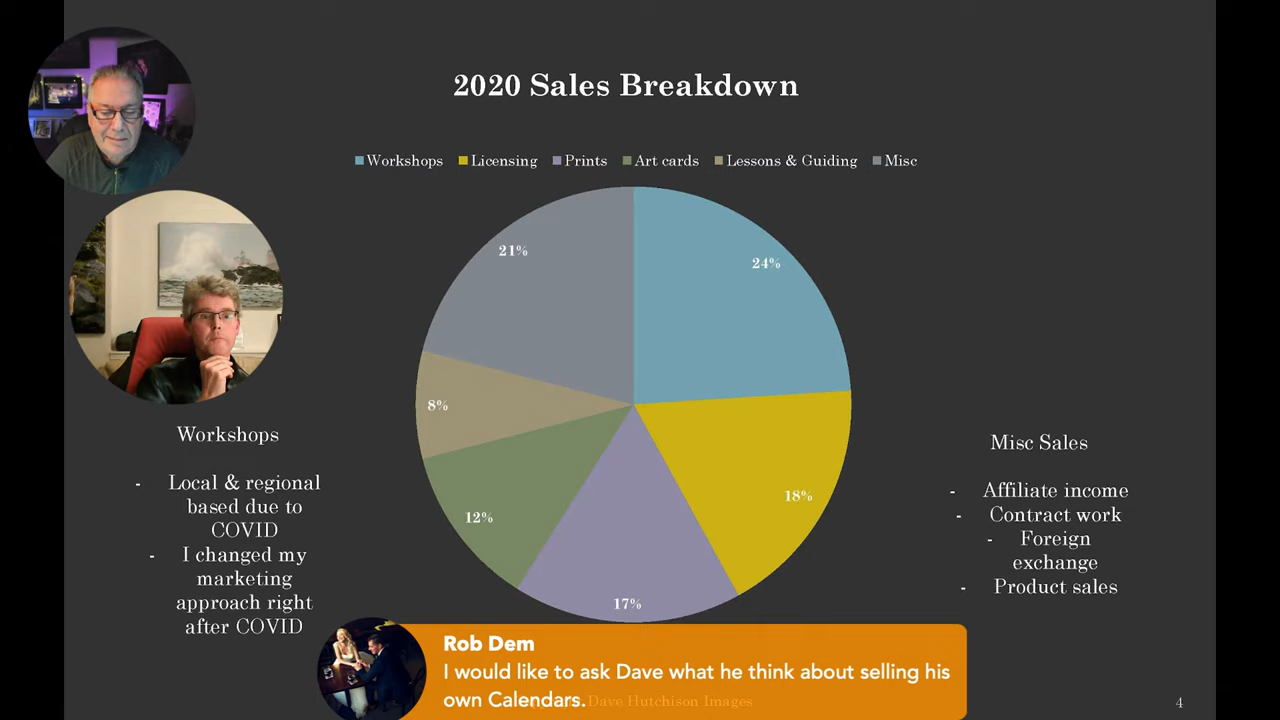 2020 Sales Breakdown
Workshops Licensing Prints Art cards Lessons & Guiding Misc
21%
24%
8%
18%
12%
17%
Workshops
- Local & regional
based due to
COVID
- I changed my
marketing
approach right
after COVID
Misc Sales
- Affiliate income
- Contract work
- Foreign
exchange
- Product sales
Rob Dem
I would like to ask Dave what he think about selling his
own Calendars.
Dave Hutchison Images
4